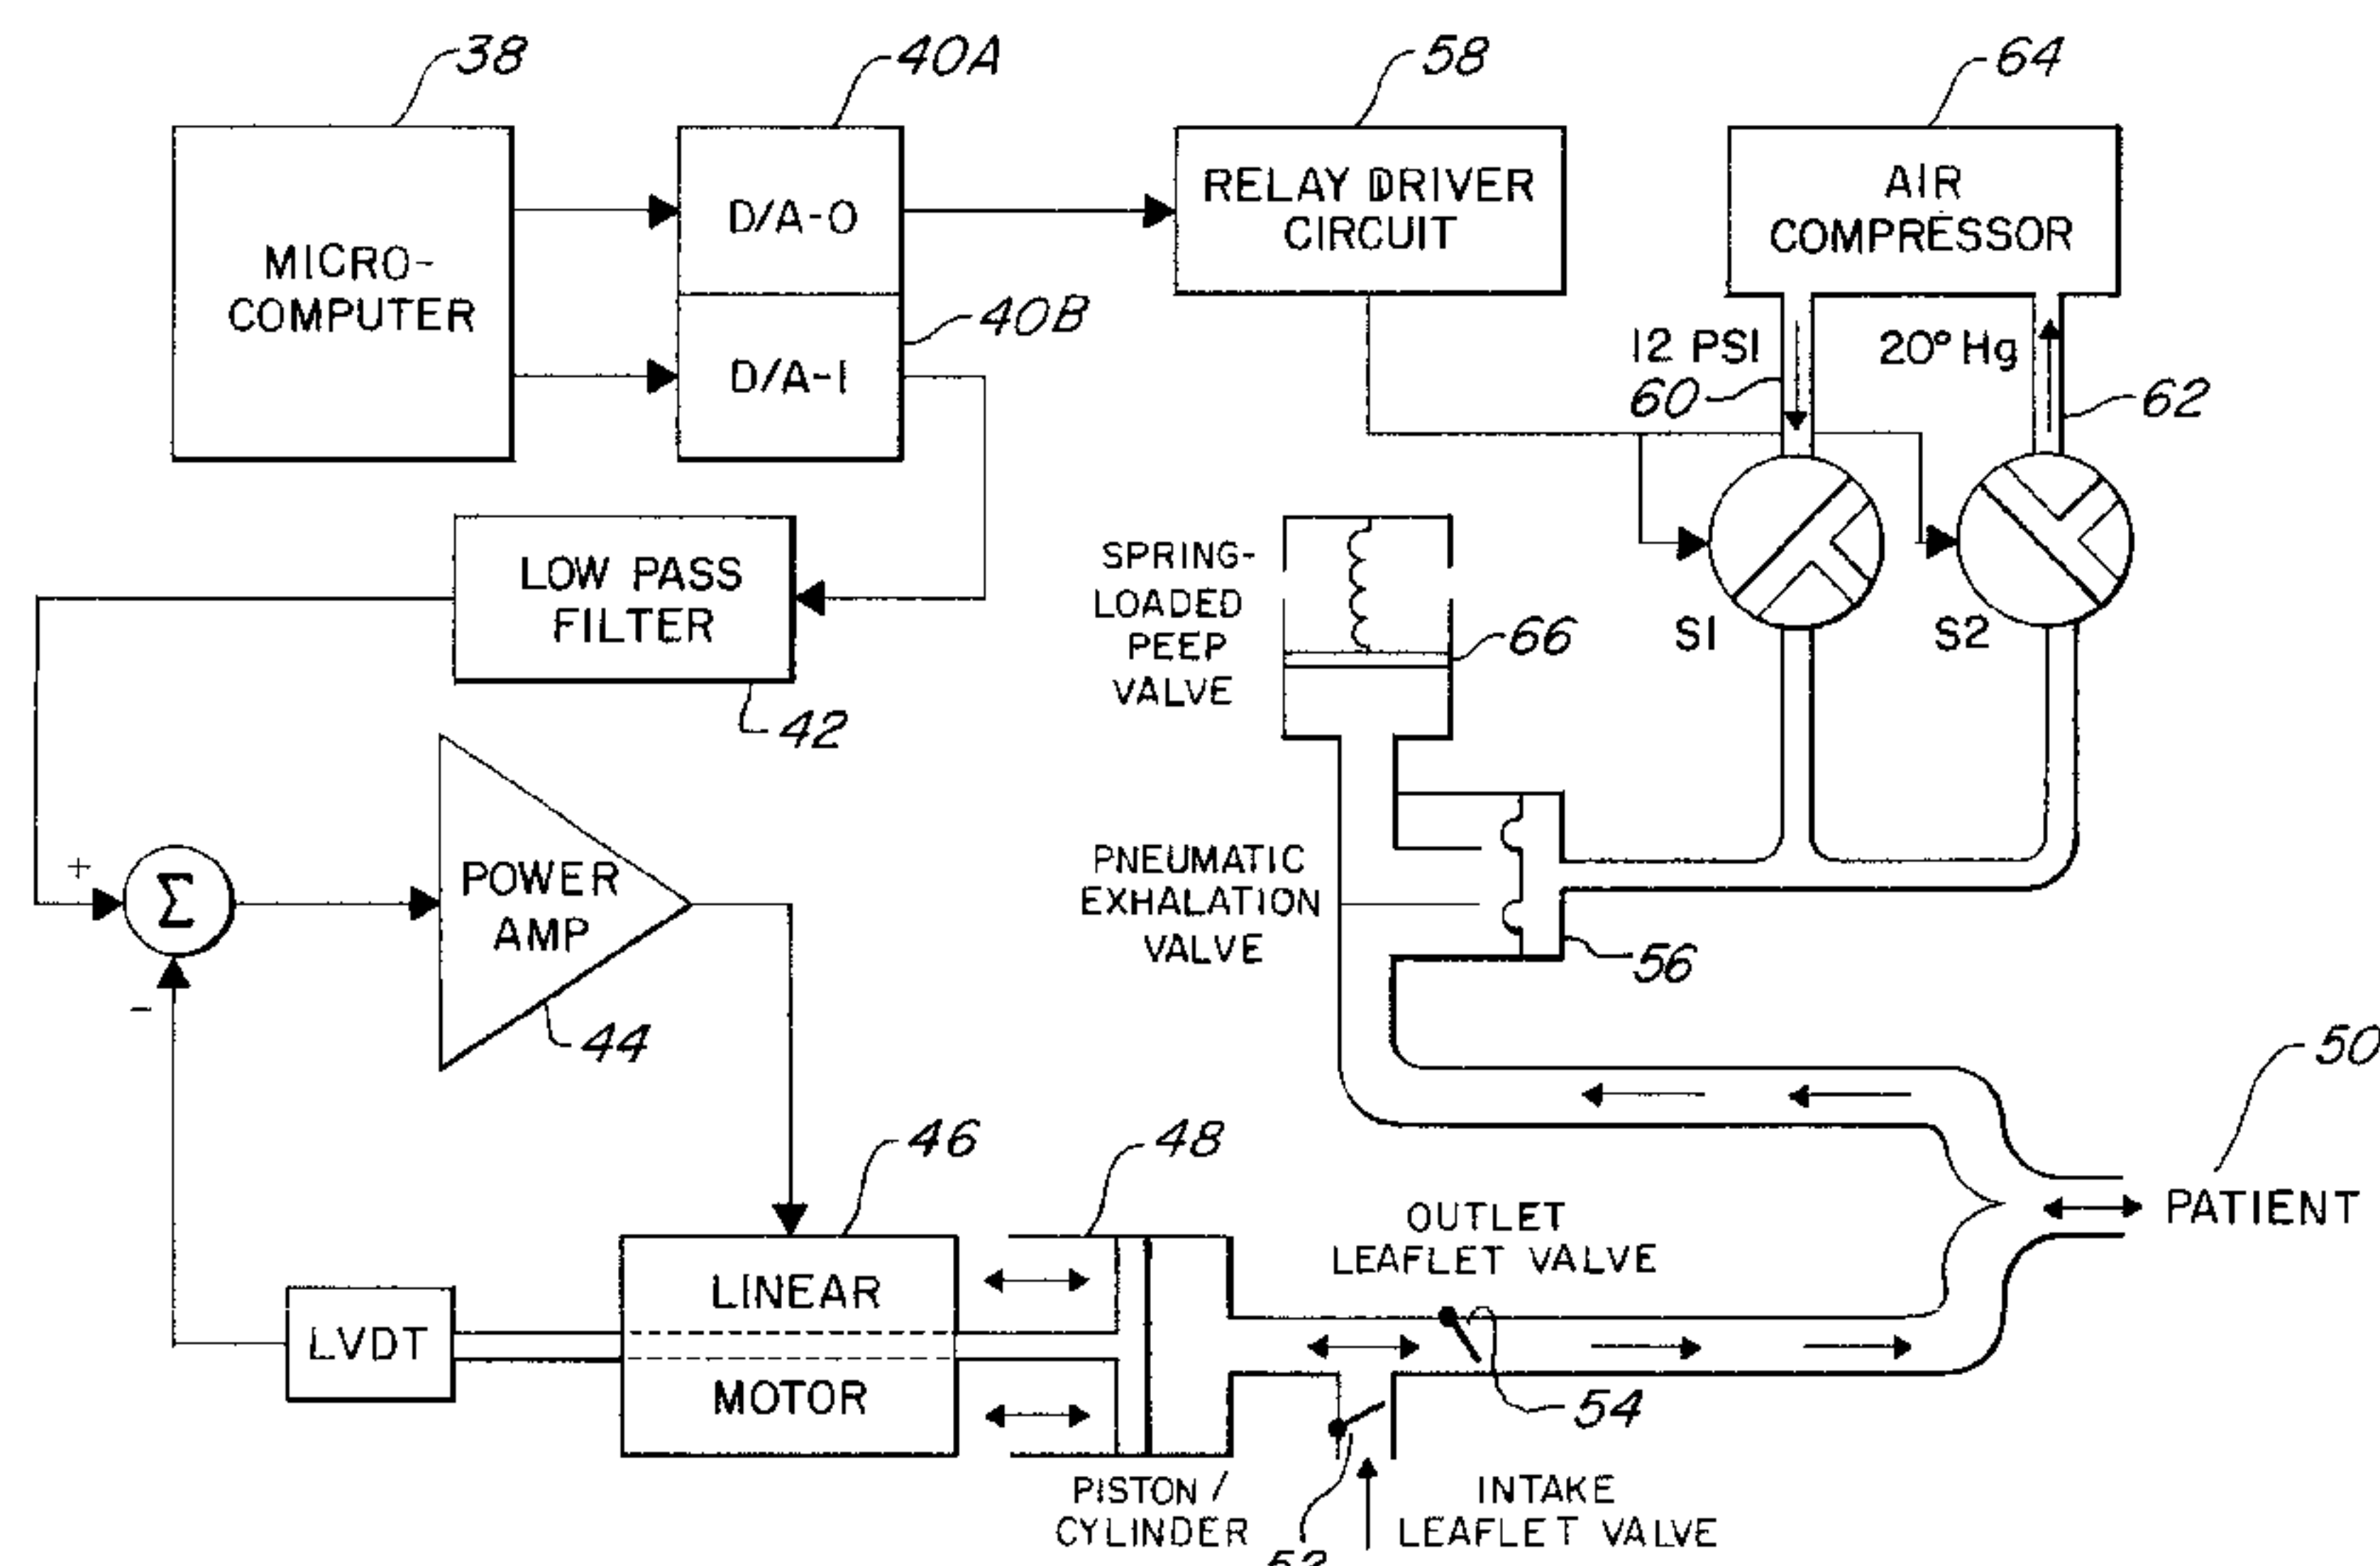 38
40A
58
64
MICRO-
COMPUTER
D/A-0
RELAY DRIVER
CIRCUIT
AIR
COMPRESSOR
40B
D/A-1
12 PSI
20° Hg
60
62
LOW PASS
FILTER
42
SPRING-
LOADED
PEEP
VALVE
66
S1
S2
+
Σ
-
POWER
AMP
44
PNEUMATIC
EXHALATION
VALVE
56
50
PATIENT
46
48
LINEAR
MOTOR
LVDT
OUTLET
LEAFLET VALVE
54
PISTON/
CYLINDER
52
INTAKE
LEAFLET VALVE